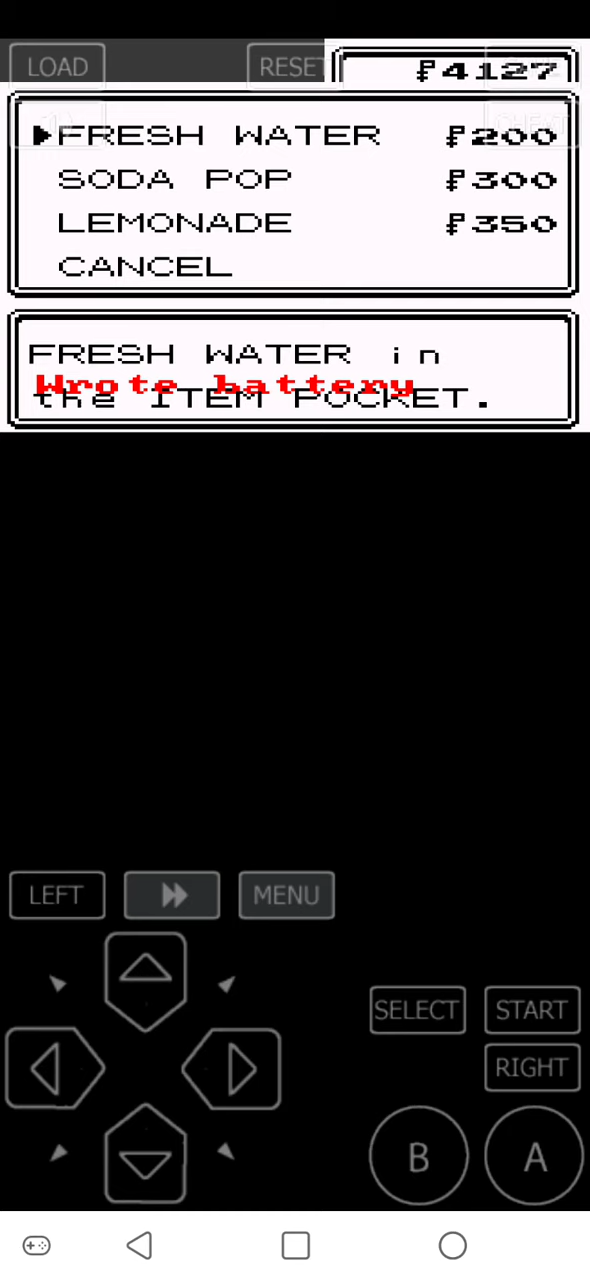 LOAD
RESET
₽4127
▶FRESH WATER ₽200
SODA POP ₽300
LEMONADE ₽350
CANCEL
FRESH WATER in
Wrote battery
the ITEM POCKET.
LEFT
MENU
SELECT
START
RIGHT
B
A